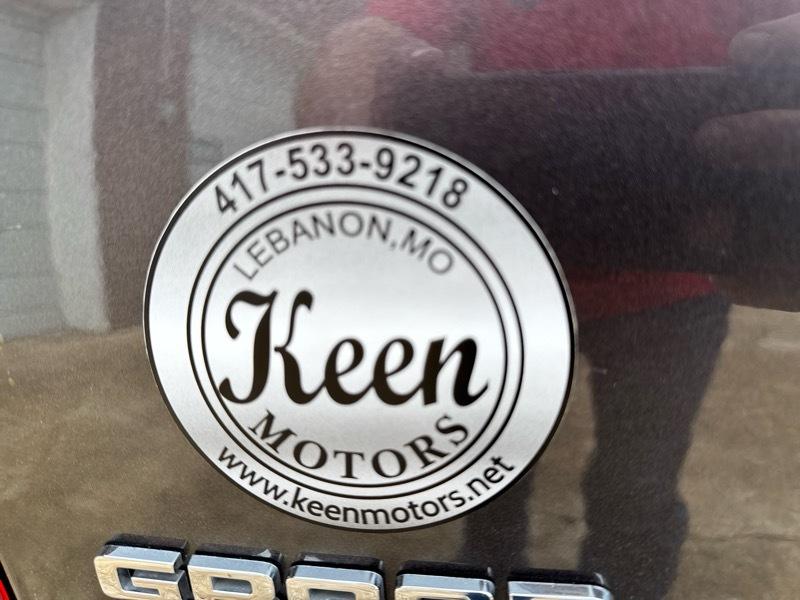 417-533-9218
LEBANON, MO
Keen
MOTORS
www.keenmotors.net